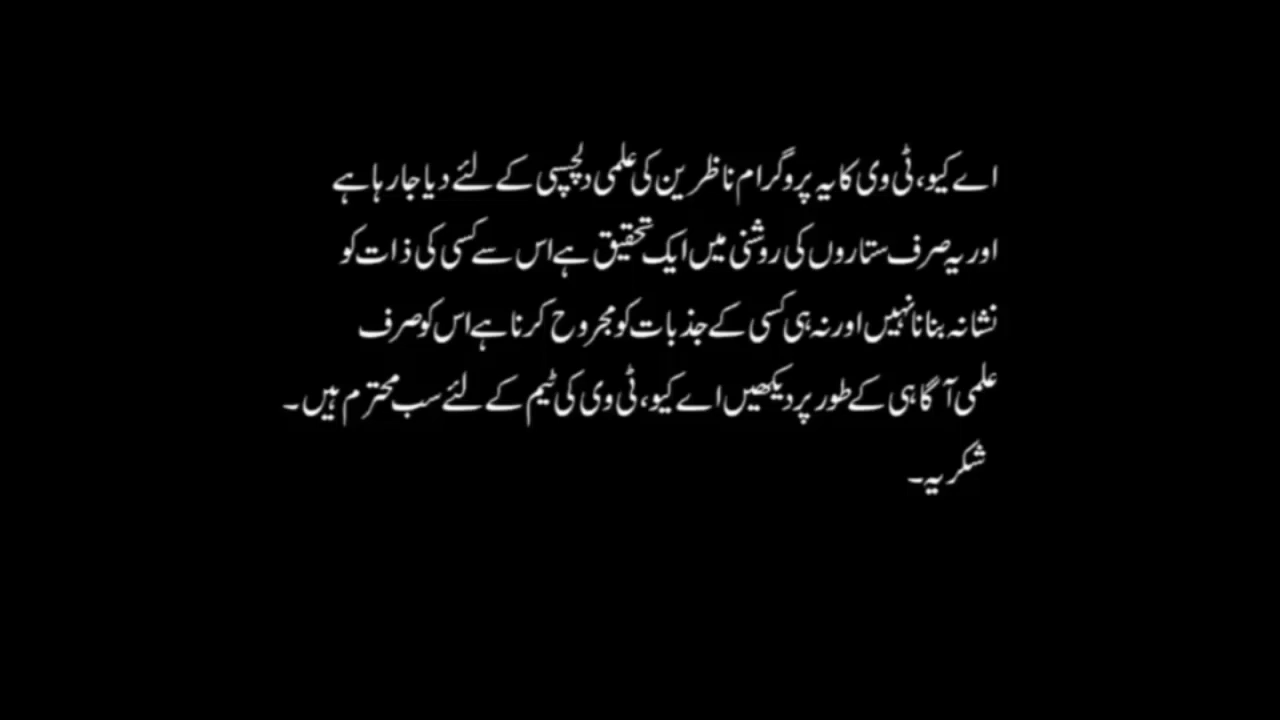 اے کیو، ٹی وی کا یہ پروگرام ناظرین کی علمی دلچسپی کے لئے دیا جا رہا ہے
اور یہ صرف ستاروں کی روشنی میں ایک تحقیق ہے اس سے کسی کی ذات کو
نشانہ بنانا نہیں اور نہ ہی کسی کے جذبات کو مجروح کرنا ہے اس کو صرف
علمی آگاہی کے طور پر دیکھیں اے کیو، ٹی وی کی ٹیم کے لئے سب محترم ہیں۔
شکریہ۔